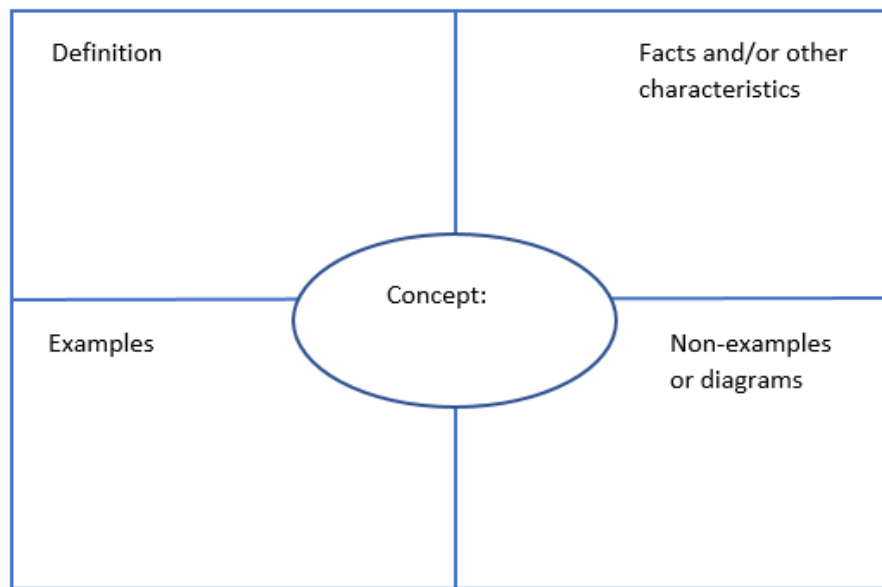 Definition
Facts and/or other
characteristics
Concept:
Examples
Non-examples
or diagrams